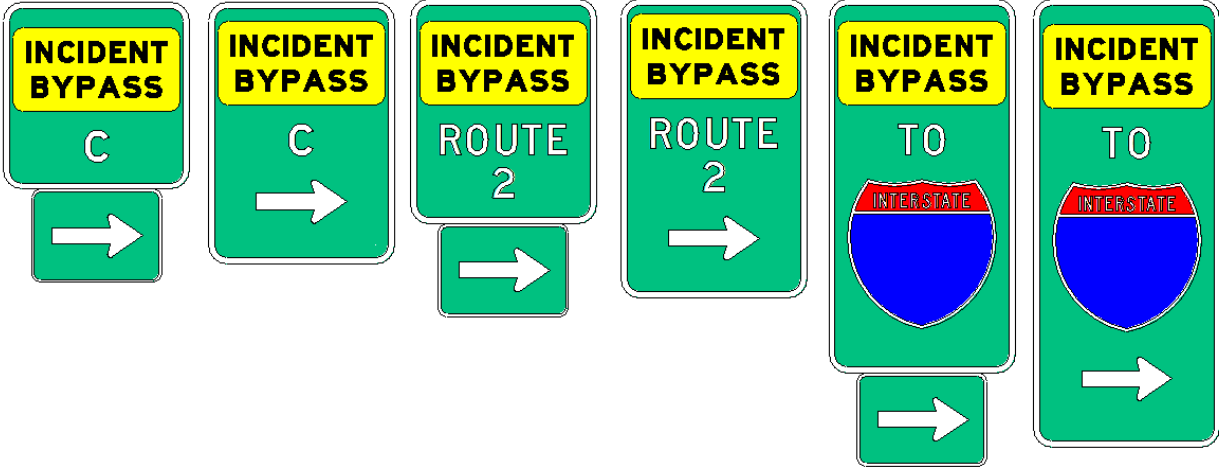 INCIDENT
BYPASS
C
INCIDENT
BYPASS
C
INCIDENT
BYPASS
ROUTE
2
INCIDENT
BYPASS
ROUTE
2
INCIDENT
BYPASS
TO
INTERSTATE
INCIDENT
BYPASS
TO
INTERSTATE